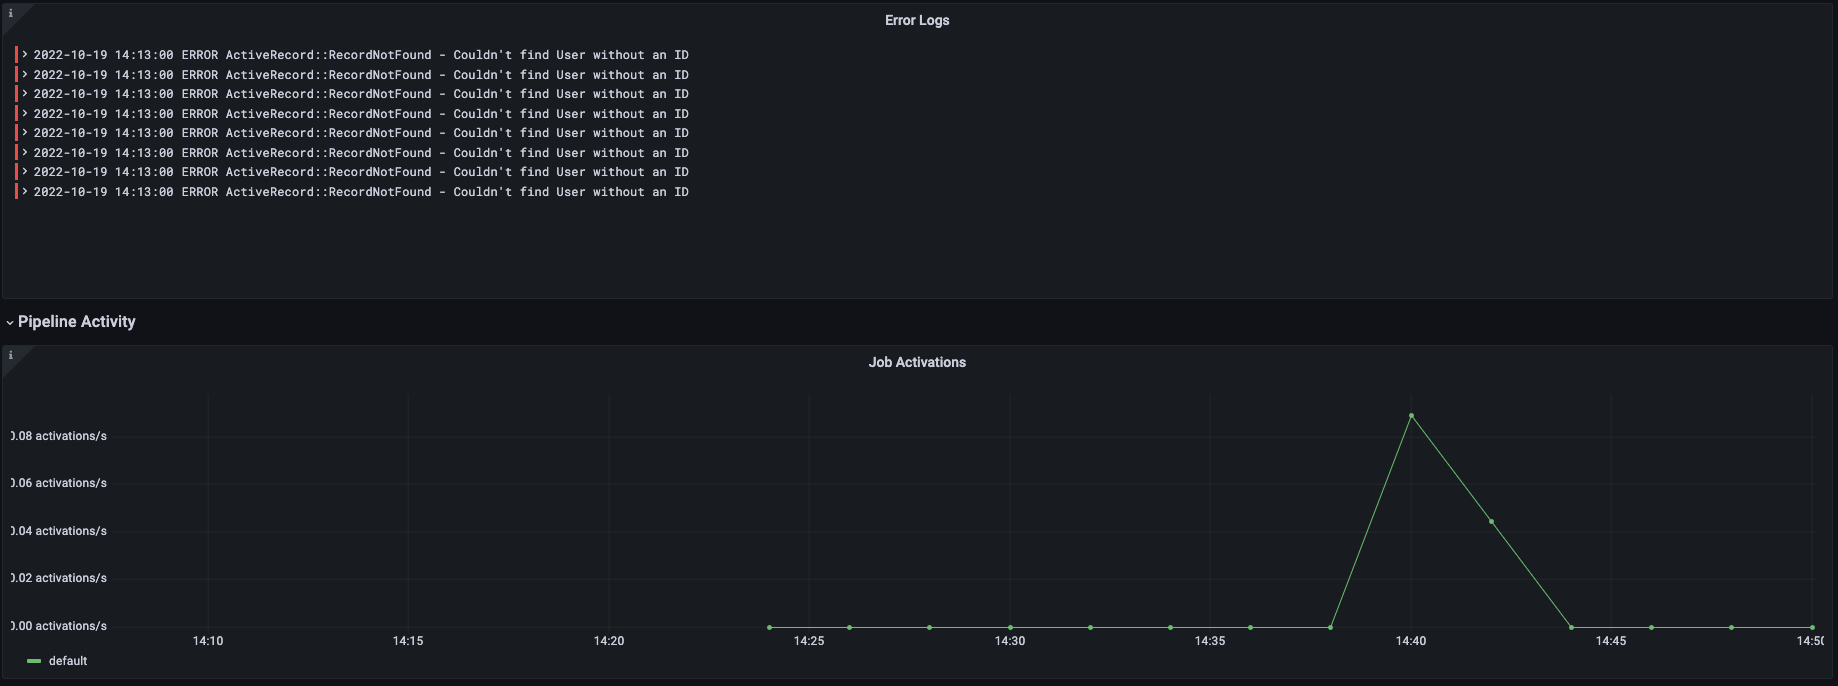 Error Logs
2022-10-19 14:13:00 ERROR ActiveRecord::RecordNotFound - Couldn't find User without an ID
2022-10-19 14:13:00 ERROR ActiveRecord::RecordNotFound - Couldn't find User without an ID
2022-10-19 14:13:00 ERROR ActiveRecord::RecordNotFound - Couldn't find User without an ID
2022-10-19 14:13:00 ERROR ActiveRecord::RecordNotFound - Couldn't find User without an ID
2022-10-19 14:13:00 ERROR ActiveRecord::RecordNotFound - Couldn't find User without an ID
2022-10-19 14:13:00 ERROR ActiveRecord::RecordNotFound - Couldn't find User without an ID
2022-10-19 14:13:00 ERROR ActiveRecord::RecordNotFound - Couldn't find User without an ID
2022-10-19 14:13:00 ERROR ActiveRecord::RecordNotFound - Couldn't find User without an ID
Pipeline Activity
Job Activations
0.08 activations/s
0.06 activations/s
0.04 activations/s
0.02 activations/s
0.00 activations/s
14:10 14:15 14:20 14:25 14:30 14:35 14:40 14:45 14:50
default